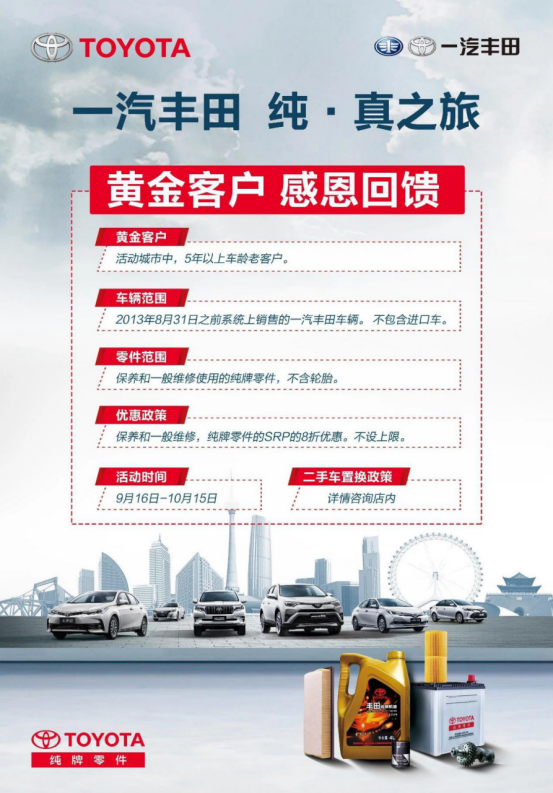 TOYOTA
一汽丰田
一汽丰田 纯·真之旅
黄金客户 感恩回馈
黄金客户
活动城市中，5年以上车龄老客户。
车辆范围
2013年8月31日之前系统上销售的一汽丰田车辆。不包含进口车。
零件范围
保养和一般维修使用的纯牌零件，不含轮胎。
优惠政策
保养和一般维修，纯牌零件的SRP的8折优惠。不设上限。
活动时间
9月16日-10月15日
二手车置换政策
详情咨询店内
TOYOTA
纯牌零件